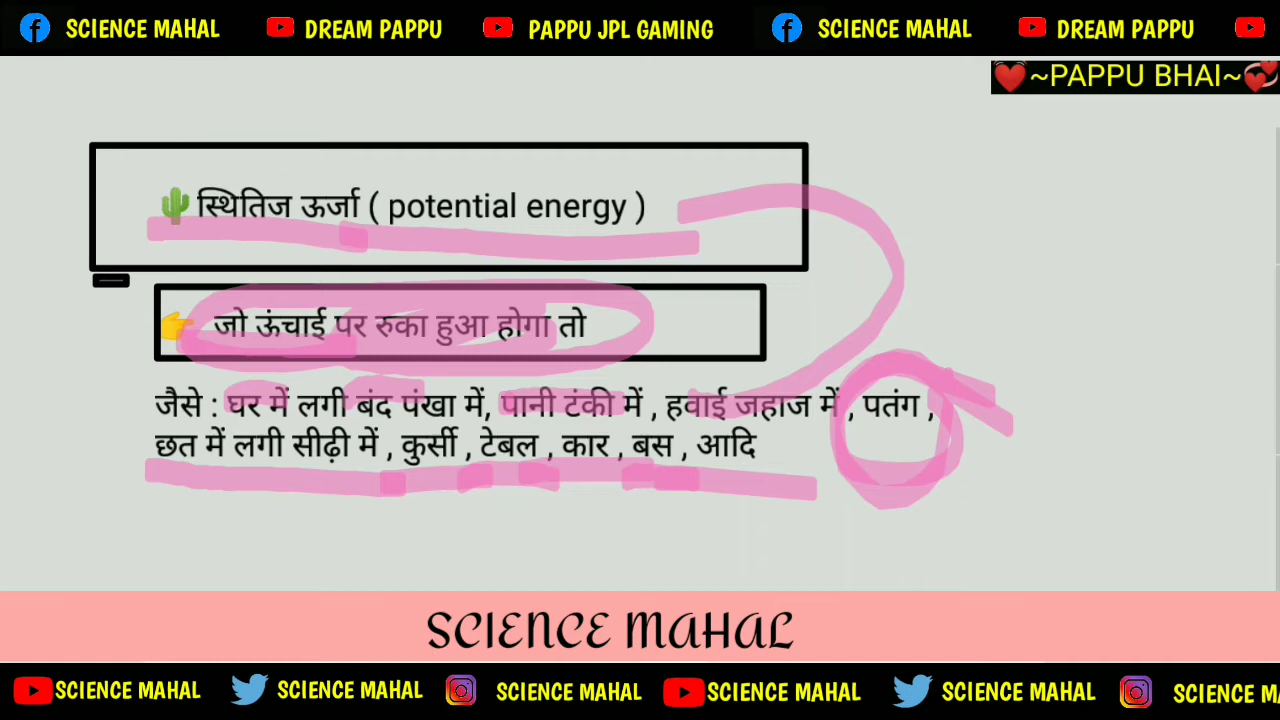 SCIENCE MAHAL DREAM PAPPU PAPPU JPL GAMING SCIENCE MAHAL DREAM PAPPU
~PAPPU BHAI~
स्थितिज ऊर्जा ( potential energy )
जो ऊंचाई पर रुका हुआ होगा तो
जैसे : घर में लगी बंद पंखा में, पानी टंकी में , हवाई जहाज में , पतंग ,
छत में लगी सीढ़ी में , कुर्सी , टेबल , कार , बस , आदि
SCIENCE MAHAL
SCIENCE MAHAL SCIENCE MAHAL SCIENCE MAHAL SCIENCE MAHAL SCIENCE MAHAL SCIENCE MA